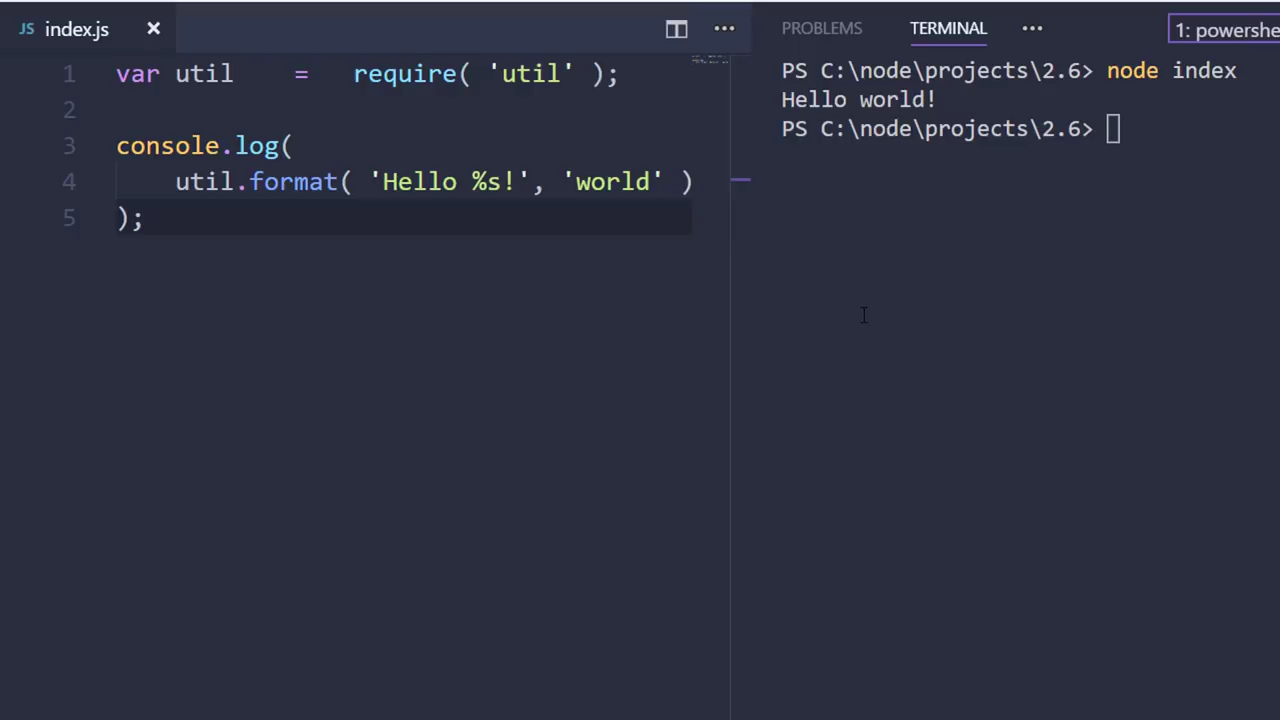 JS index.js × ···
1 var util    =   require( 'util' );
2
3 console.log(
4     util.format( 'Hello %s!', 'world' )
5 );
PROBLEMS TERMINAL ··· 1: powershe
PS C:\node\projects\2.6> node index
Hello world!
PS C:\node\projects\2.6>